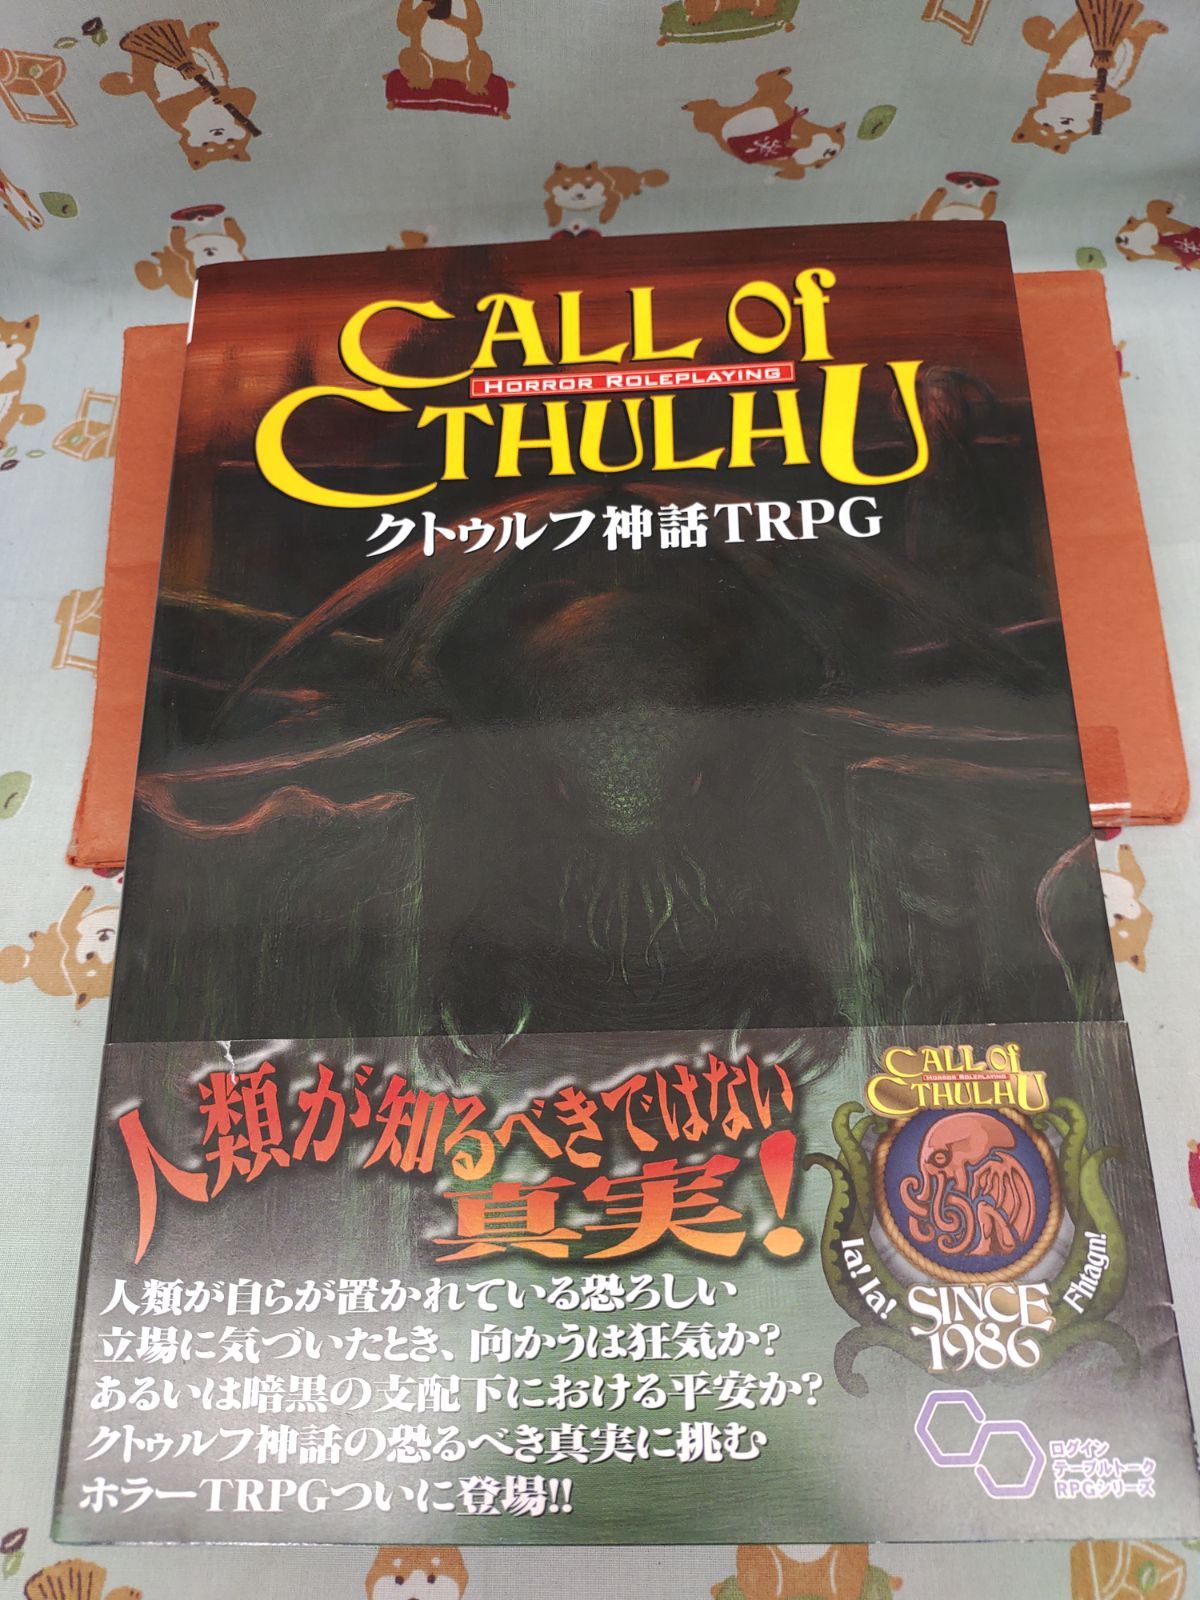 CALL OF
HORROR ROLEPLAYING
CTHULHU
クトゥルフ神話TRPG
人類が知るべきではない
真実!
人類が自らが置かれている恐ろしい
立場に気づいたとき、向かうは狂気か?
あるいは暗黒の支配下における平安か?
クトゥルフ神話の恐るべき真実に挑む
ホラーTRPGついに登場!!
CALL OF
HORROR ROLEPLAYING
CTHULHU
Ia! Ia!
Fhtagn!
SINCE
1986
ログイン
テーブルトーク
RPGシリーズ